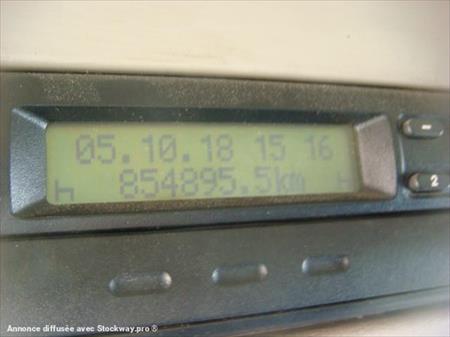 05.10.18 15 16
854895.5km
2
Annonce diffusée avec Stockway.pro ®